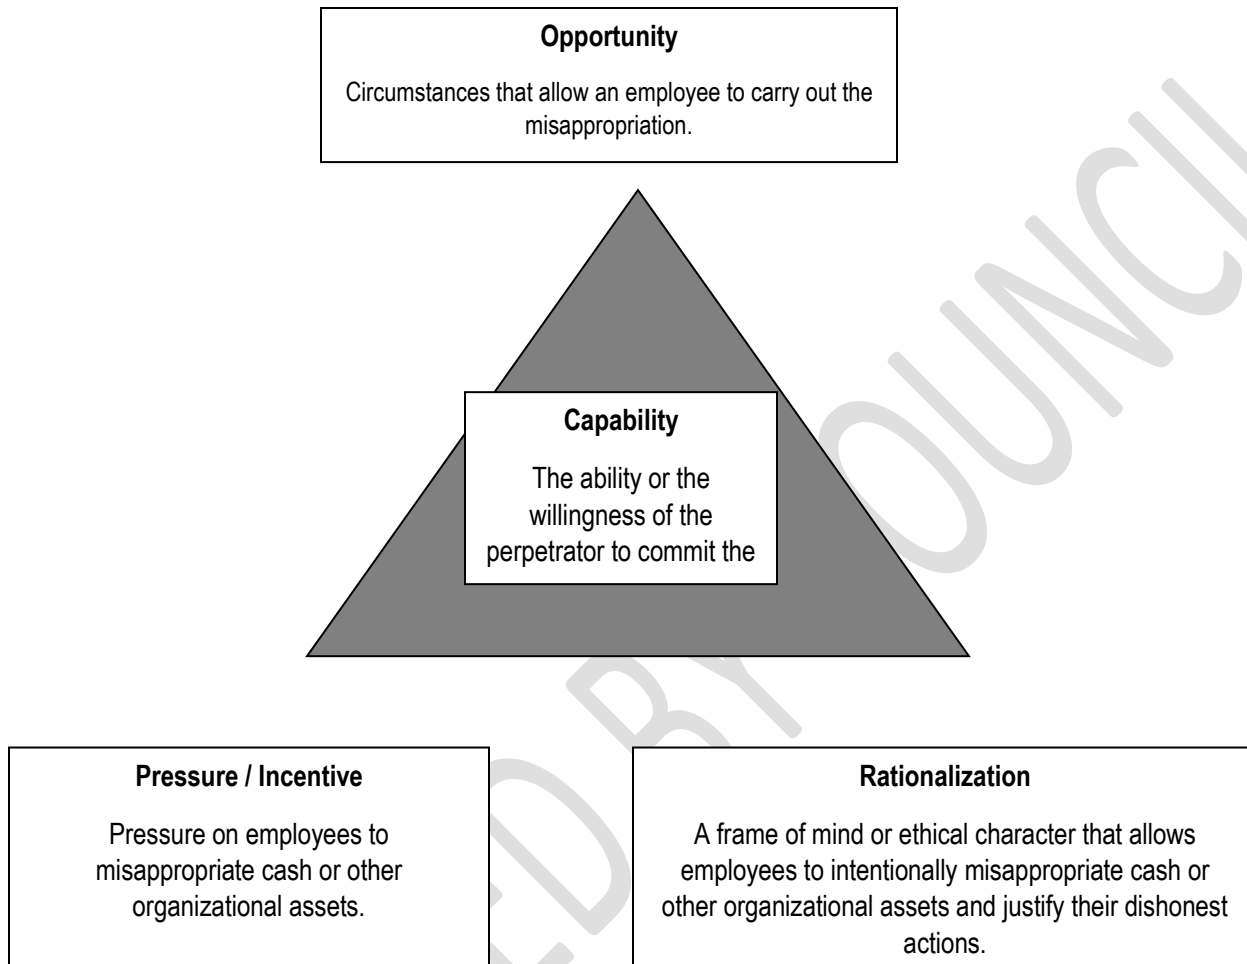 Opportunity
Circumstances that allow an employee to carry out the
misappropriation.
Capability
The ability or the
willingness of the
perpetrator to commit the
Pressure / Incentive
Pressure on employees to
misappropriate cash or other
organizational assets.
Rationalization
A frame of mind or ethical character that allows
employees to intentionally misappropriate cash or
other organizational assets and justify their dishonest
actions.
ED BY COUNCIL